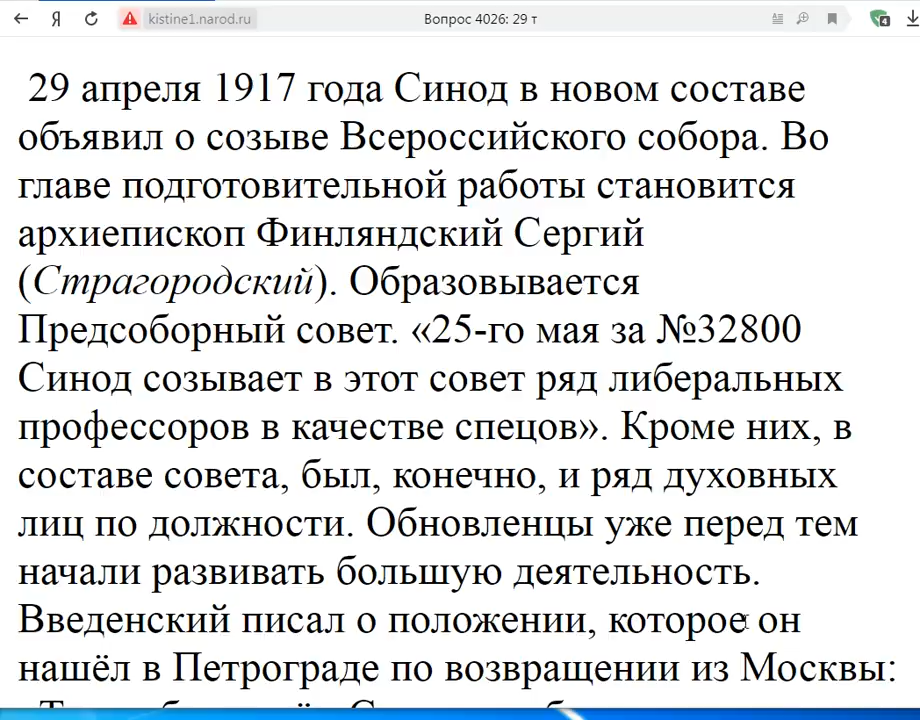 Я kistine1.narod.ru Вопрос 4026: 29 т 4
29 апреля 1917 года Синод в новом составе
объявил о созыве Всероссийского собора. Во
главе подготовительной работы становится
архиепископ Финляндский Сергий
(Страгородский). Образовывается
Предсоборный совет. «25-го мая за №32800
Синод созывает в этот совет ряд либеральных
профессоров в качестве спецов». Кроме них, в
составе совета, был, конечно, и ряд духовных
лиц по должности. Обновленцы уже перед тем
начали развивать большую деятельность.
Введенский писал о положении, которое он
нашёл в Петрограде по возвращении из Москвы: